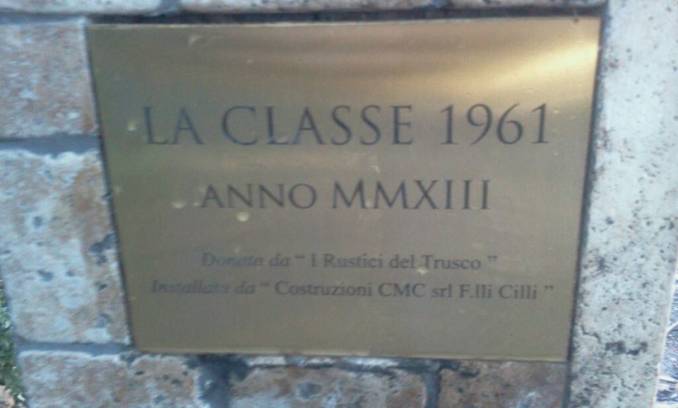 LA CLASSE 1961
ANNO MMXIII
Donata da " I Rustici del Trusco "
Installata da " Costruzioni CMC srl F.lli Cilli "